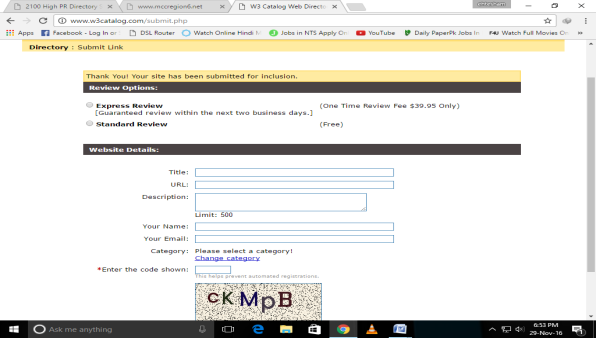 2100 High PR Directory
www.mccregion6.net
W3 Catalog Web Direct
www.w3catalog.com/submit.php
Apps
Facebook - Log In or
DSL Router
Watch Online Hindi M
Jobs in NTS Apply On
YouTube
Daily PaperPk Jobs In
Watch Full Movies On
Directory : Submit Link
Thank You! Your site has been submitted for inclusion.
Review Options:
Express Review (One Time Review Fee $39.95 Only)
[Guaranteed review within the next two business days.]
Standard Review (Free)
Website Details:
Title:
URL:
Description:
Limit: 500
Your Name:
Your Email:
Category: Please select a category!
Change category
*Enter the code shown:
This helps prevent automated registrations.
cKMpB
Ask me anything
6:53 PM
29-Nov-16